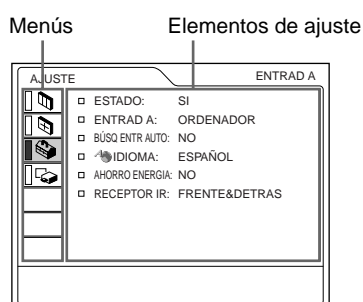 Menús Elementos de ajuste
AJUSTE ENTRAD A
ESTADO: SI
ENTRAD A: ORDENADOR
BÚSQ ENTR AUTO: NO
IDIOMA: ESPAÑOL
AHORRO ENERGIA: NO
RECEPTOR IR: FRENTE&DETRAS